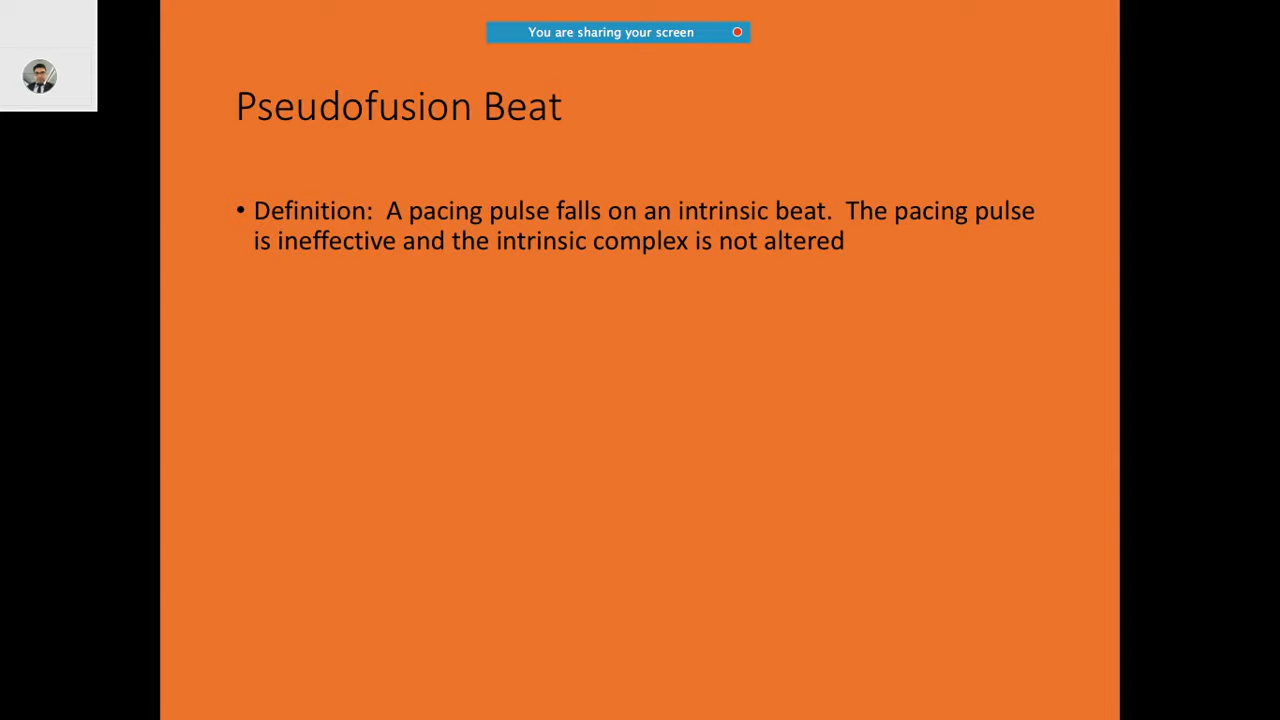 You are sharing your screen
Pseudofusion Beat
• Definition:  A pacing pulse falls on an intrinsic beat.  The pacing pulse
is ineffective and the intrinsic complex is not altered